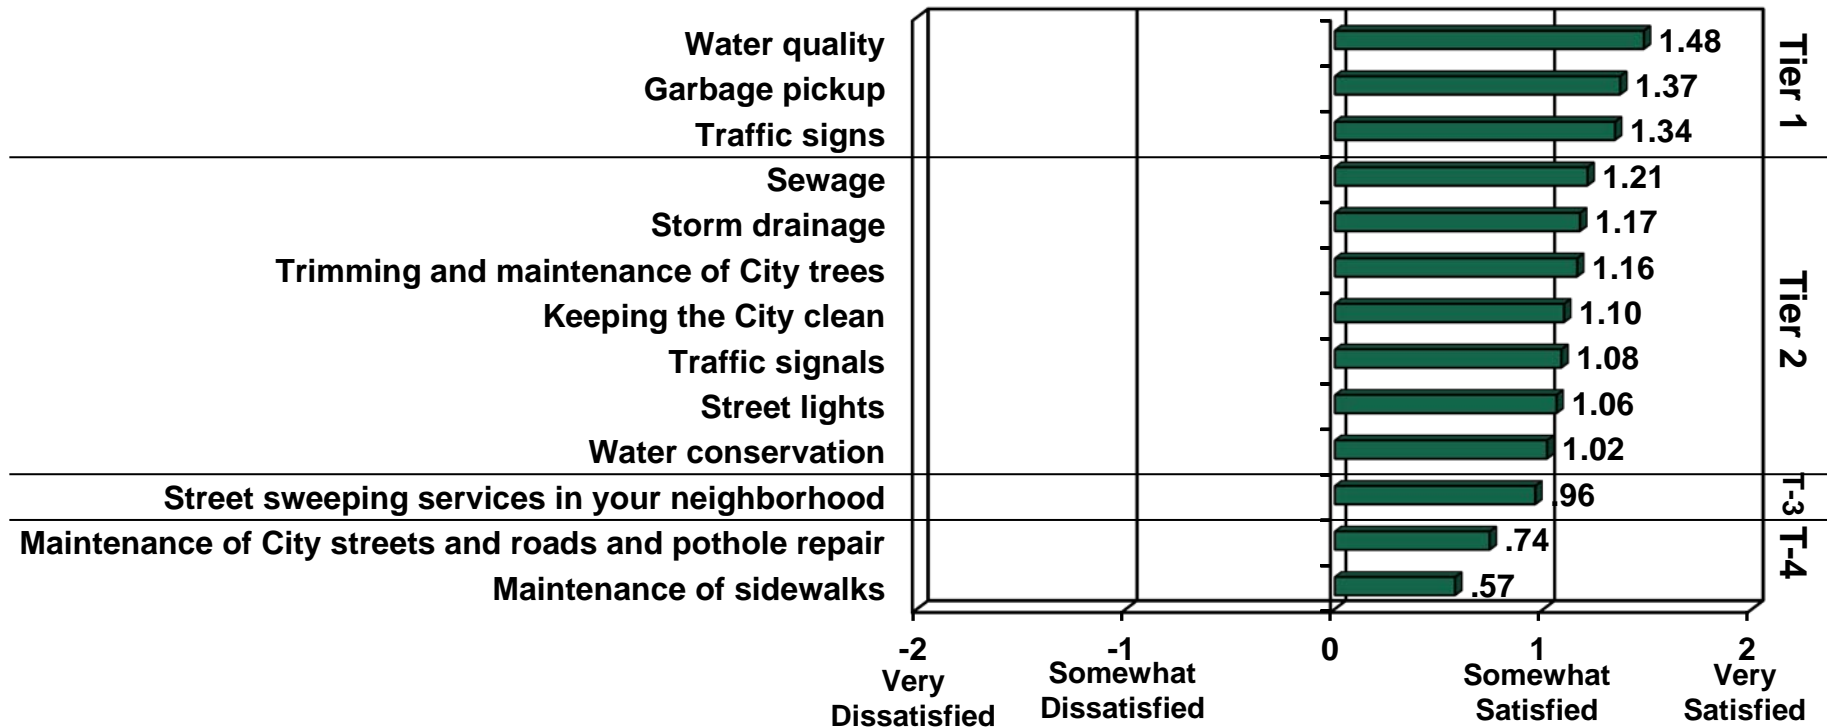 Water quality 1.48
Garbage pickup 1.37
Traffic signs 1.34
Tier 1
Sewage 1.21
Storm drainage 1.17
Trimming and maintenance of City trees 1.16
Keeping the City clean 1.10
Traffic signals 1.08
Street lights 1.06
Water conservation 1.02
Tier 2
Street sweeping services in your neighborhood .96
T-3
Maintenance of City streets and roads and pothole repair .74
Maintenance of sidewalks .57
T-4
-2 -1 0 1 2
Very Somewhat Somewhat Very
Dissatisfied Dissatisfied Satisfied Satisfied